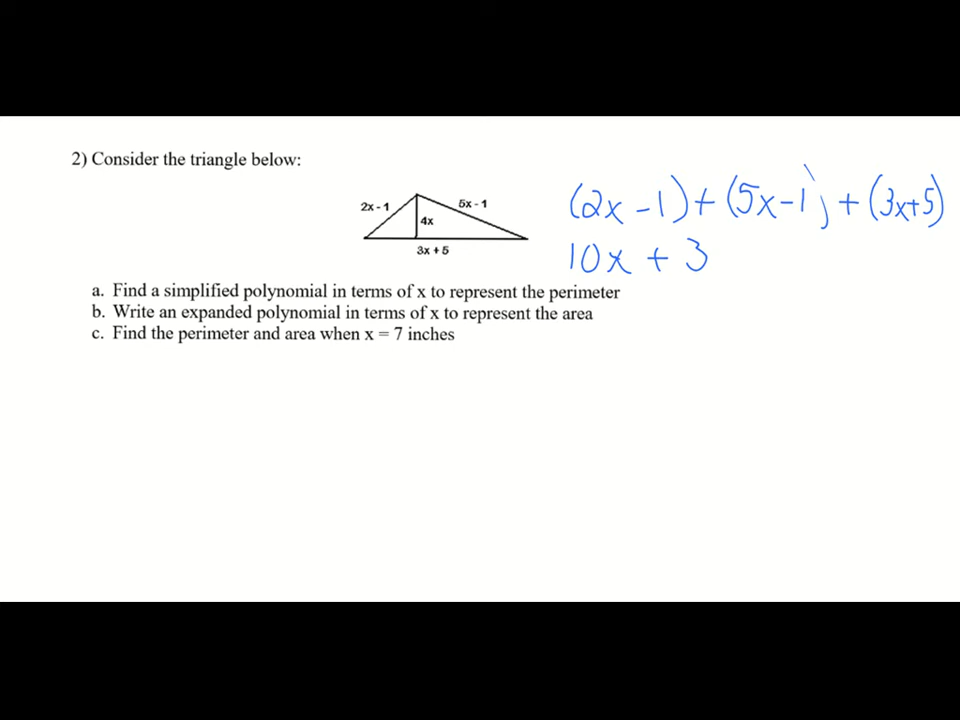 2) Consider the triangle below:
(2x - 1) + (5x - 1) + (3x+5)
2x - 1
5x - 1
4x
3x + 5
10x + 3
a. Find a simplified polynomial in terms of x to represent the perimeter
b. Write an expanded polynomial in terms of x to represent the area
c. Find the perimeter and area when x = 7 inches